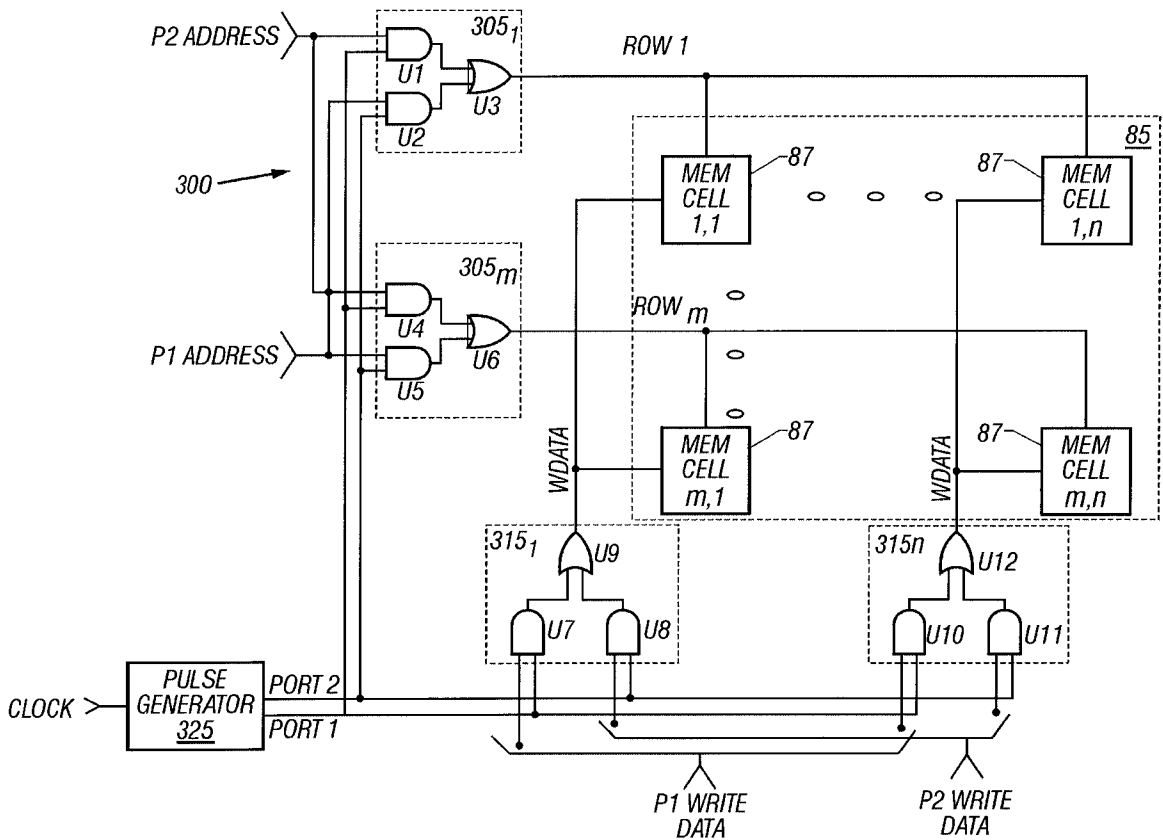 P2 ADDRESS
305₁
U1
U2
U3
ROW 1
85
300
MEM
CELL
1,1
87
87
MEM
CELL
1,n
305m
U4
U5
U6
ROW m
P1 ADDRESS
MEM
CELL
m,1
87
87
MEM
CELL
m,n
WDATA
WDATA
315₁
U9
U7
U8
315n
U12
U10
U11
CLOCK
PULSE
GENERATOR
325
PORT 2
PORT 1
P1 WRITE
DATA
P2 WRITE
DATA